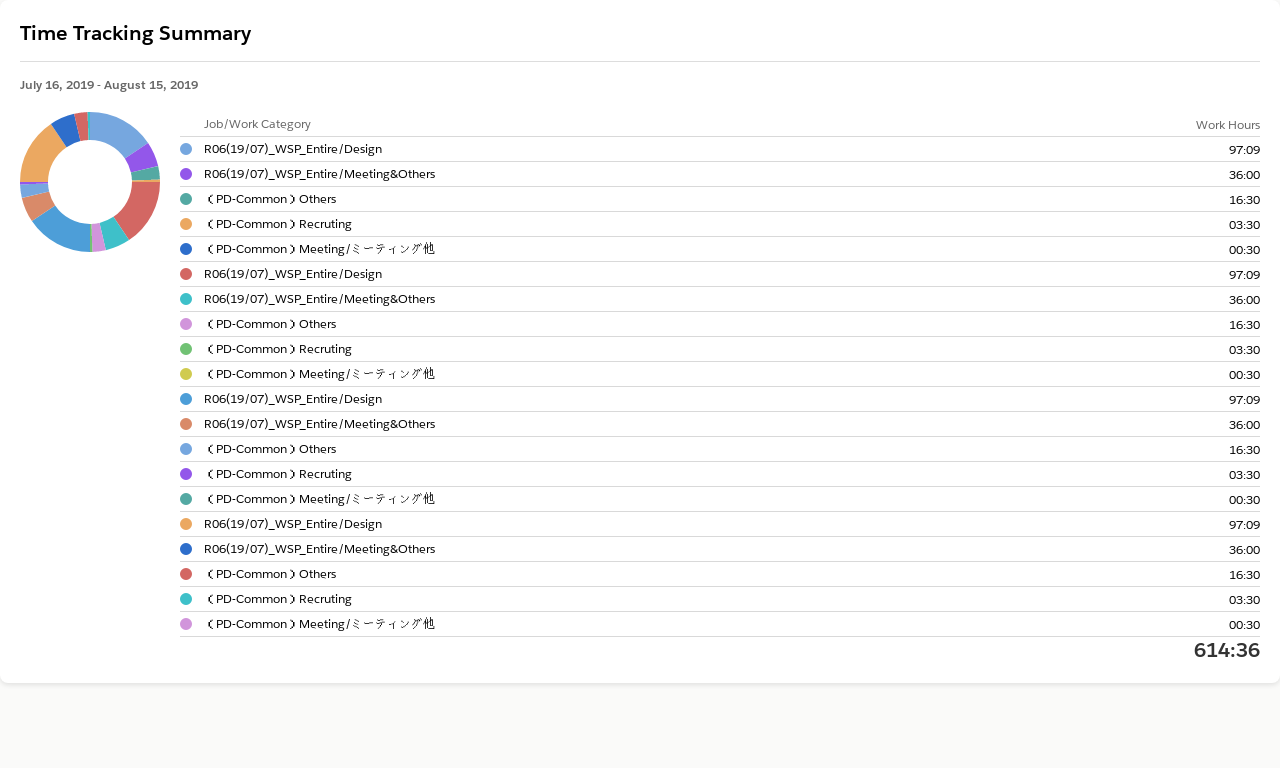 Time Tracking Summary
July 16, 2019 - August 15, 2019
Job/Work Category Work Hours
R06(19/07)_WSP_Entire/Design 97:09
R06(19/07)_WSP_Entire/Meeting&Others 36:00
（PD-Common）Others 16:30
（PD-Common）Recruting 03:30
（PD-Common）Meeting/ミーティング他 00:30
R06(19/07)_WSP_Entire/Design 97:09
R06(19/07)_WSP_Entire/Meeting&Others 36:00
（PD-Common）Others 16:30
（PD-Common）Recruting 03:30
（PD-Common）Meeting/ミーティング他 00:30
R06(19/07)_WSP_Entire/Design 97:09
R06(19/07)_WSP_Entire/Meeting&Others 36:00
（PD-Common）Others 16:30
（PD-Common）Recruting 03:30
（PD-Common）Meeting/ミーティング他 00:30
R06(19/07)_WSP_Entire/Design 97:09
R06(19/07)_WSP_Entire/Meeting&Others 36:00
（PD-Common）Others 16:30
（PD-Common）Recruting 03:30
（PD-Common）Meeting/ミーティング他 00:30
614:36